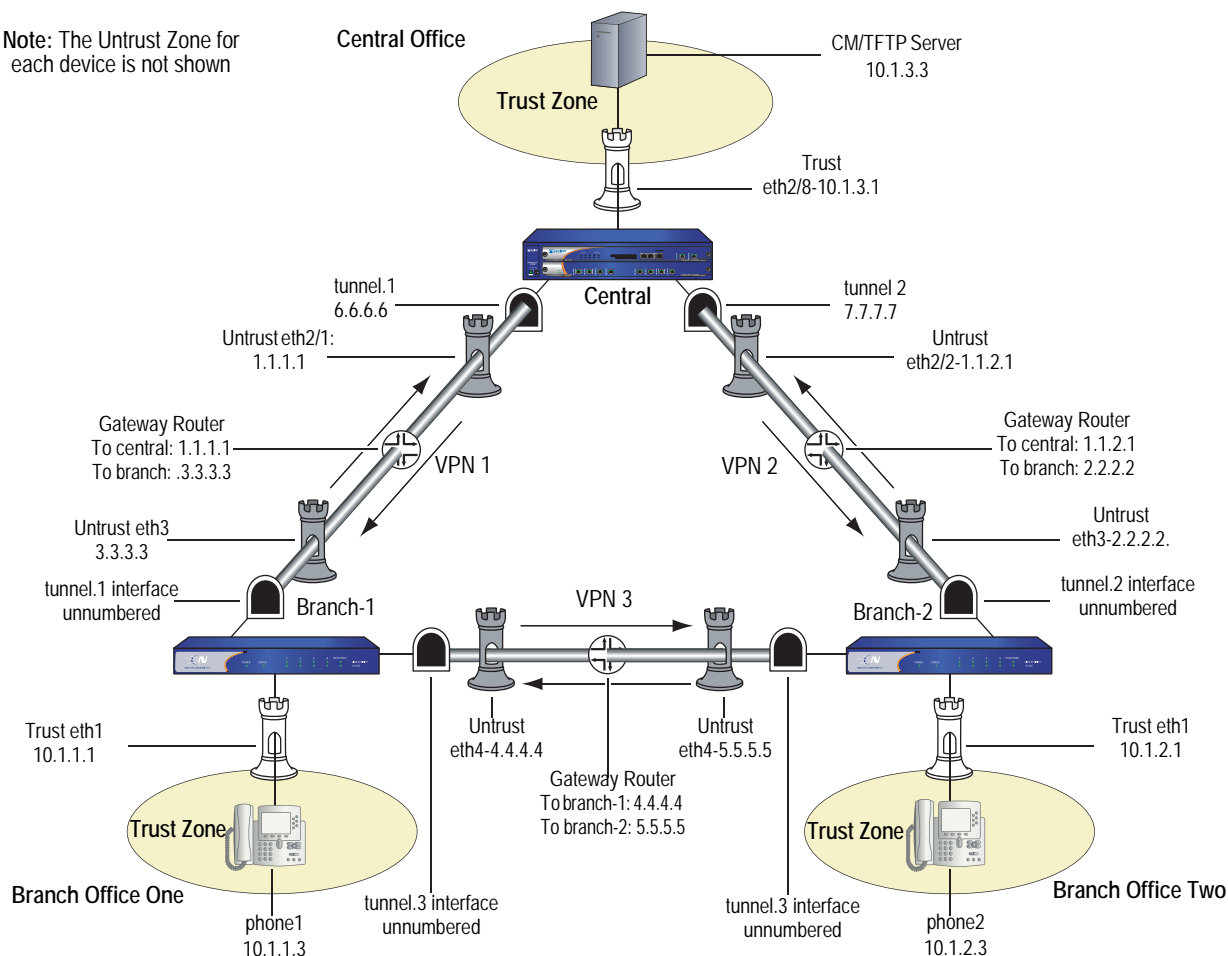 Note: The Untrust Zone for
each device is not shown
Central Office
CM/TFTP Server
10.1.3.3
Trust Zone
Trust
eth2/8-10.1.3.1
tunnel.1
6.6.6.6
Central
tunnel 2
7.7.7.7
Untrust eth2/1:
1.1.1.1
Untrust
eth2/2-1.1.2.1
Gateway Router
To central: 1.1.1.1
To branch: .3.3.3.3
VPN 1
VPN 2
Gateway Router
To central: 1.1.2.1
To branch: 2.2.2.2
Untrust eth3
3.3.3.3
Untrust
eth3-2.2.2.2.
tunnel.1 interface
unnumbered
Branch-1
VPN 3
Branch-2
tunnel.2 interface
unnumbered
Trust eth1
10.1.1.1
Untrust
eth4-4.4.4.4
Untrust
eth4-5.5.5.5
Trust eth1
10.1.2.1
Gateway Router
To branch-1: 4.4.4.4
To branch-2: 5.5.5.5
Trust Zone
Trust Zone
Branch Office One
tunnel.3 interface
unnumbered
tunnel.3 interface
unnumbered
Branch Office Two
phone1
10.1.1.3
phone2
10.1.2.3